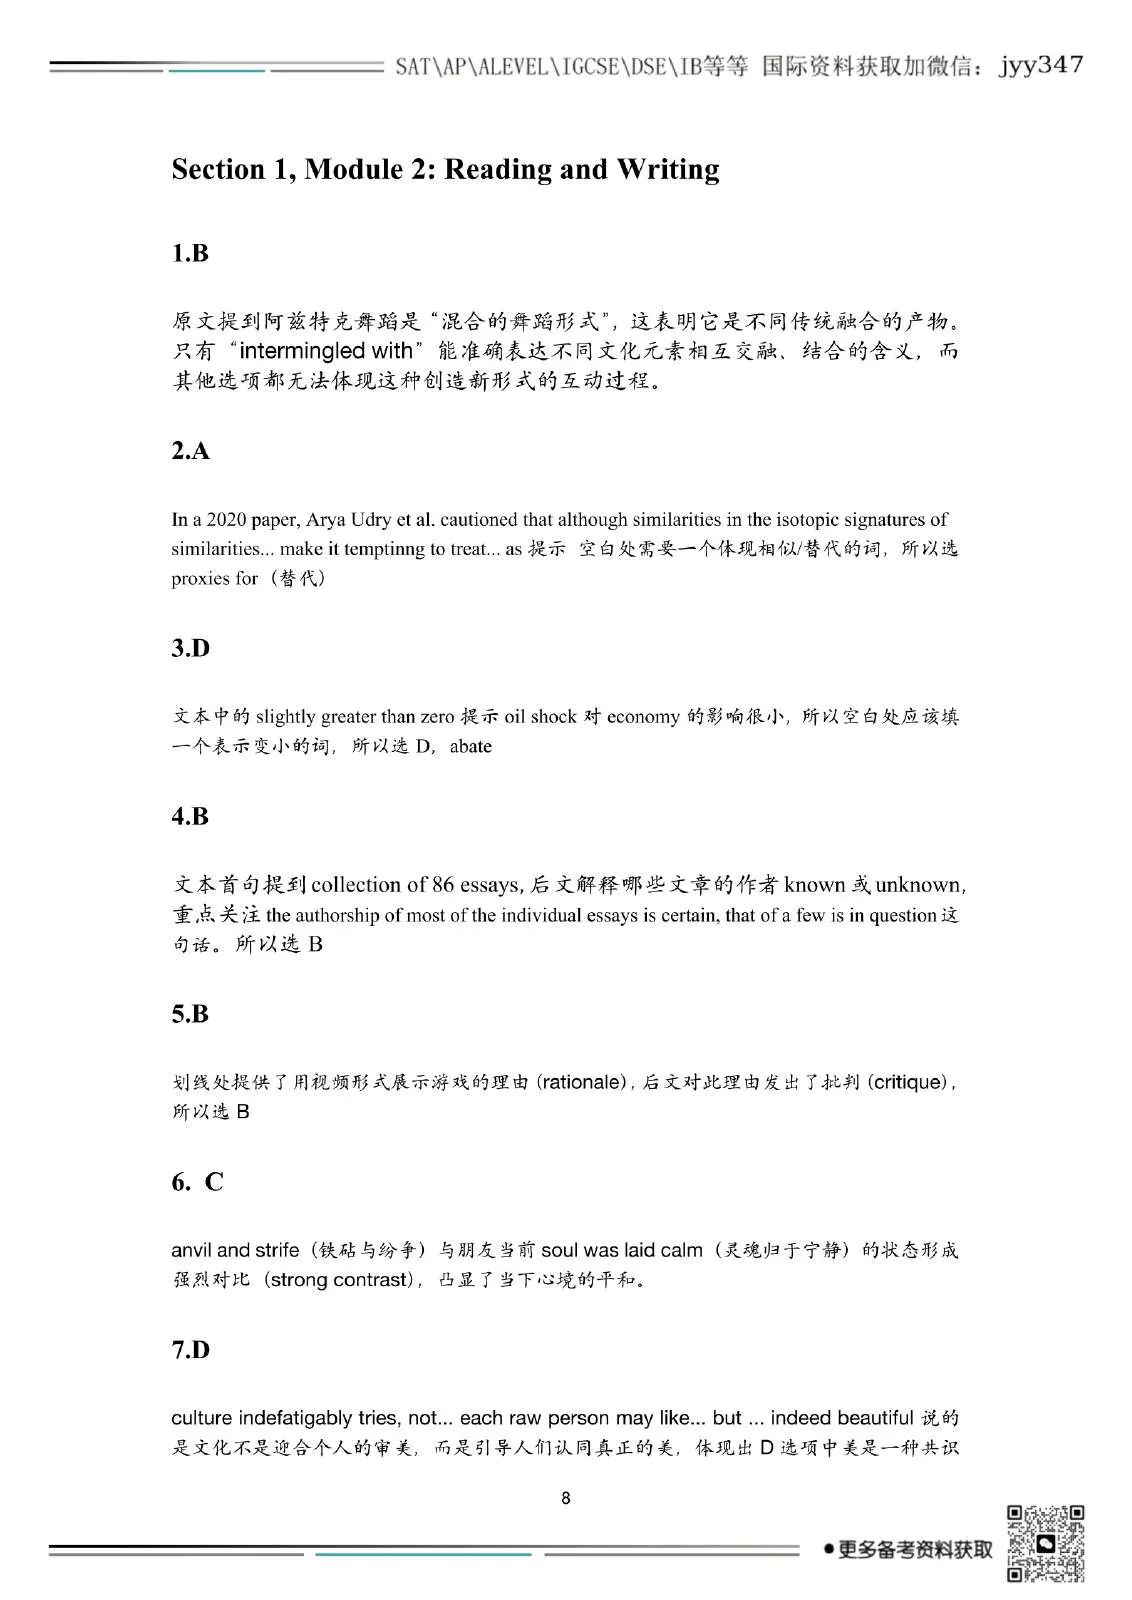 SAT\AP\ALEVEL\IGCSE\DSE\IB等等 国际资料获取加微信： jyy347
Section 1, Module 2: Reading and Writing
1.B
原文提到阿兹特克舞蹈是“混合的舞蹈形式”，这表明它是不同传统融合的产物。
只有“intermingled with”能准确表达不同文化元素相互交融、结合的含义，而
其他选项都无法体现这种创造新形式的互动过程。
2.A
In a 2020 paper, Arya Udry et al. cautioned that although similarities in the isotopic signatures of
similarities... make it temptinng to treat... as 提示 空白处需要一个体现相似/替代的词，所以选
proxies for（替代）
3.D
文本中的 slightly greater than zero 提示 oil shock 对 economy 的影响很小，所以空白处应该填
一个表示变小的词，所以选 D，abate
4.B
文本首句提到 collection of 86 essays, 后文解释哪些文章的作者 known 或 unknown，
重点关注 the authorship of most of the individual essays is certain, that of a few is in question 这
句话。所以选 B
5.B
划线处提供了用视频形式展示游戏的理由（rationale），后文对此理由发出了批判（critique），
所以选 B
6. C
anvil and strife（铁砧与纷争）与朋友当前 soul was laid calm（灵魂归于宁静）的状态形成
强烈对比（strong contrast），凸显了当下心境的平和。
7.D
culture indefatigably tries, not... each raw person may like... but ... indeed beautiful 说的
是文化不是迎合个人的审美，而是引导人们认同真正的美，体现出 D 选项中美是一种共识
8
●更多备考资料获取